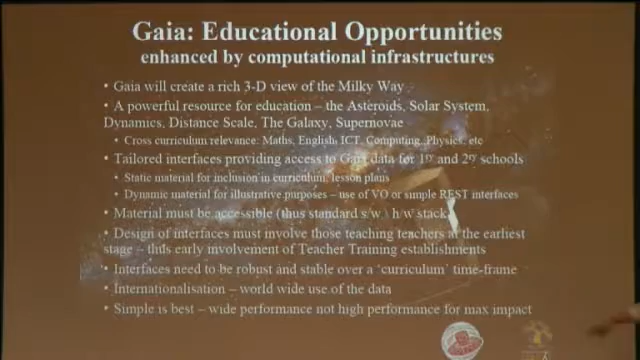 Gaia: Educational Opportunities
enhanced by computational infrastructures
• Gaia will create a rich 3-D view of the Milky Way
• A powerful resource for education – the Asteroids, Solar System,
Dynamics, Distance Scale, The Galaxy, Supernovae
• Cross curriculum relevance: Maths, English, ICT, Computing, Physics, etc
• Tailored interfaces providing access to Gaia data for 1ry and 2ry schools
• Static material for inclusion in curriculum, lesson plans
• Dynamic material for illustrative purposes – use of VO or simple REST interfaces
• Material must be accessible (thus standard s/w \ h/w stack
• Design of interfaces must involve those teaching teachers at the earliest
stage – thus early involvement of Teacher Training establishments
• Interfaces need to be robust and stable over a 'curriculum' time-frame
• Internationalisation – world wide use of the data
• Simple is best – wide performance not high performance for max impact